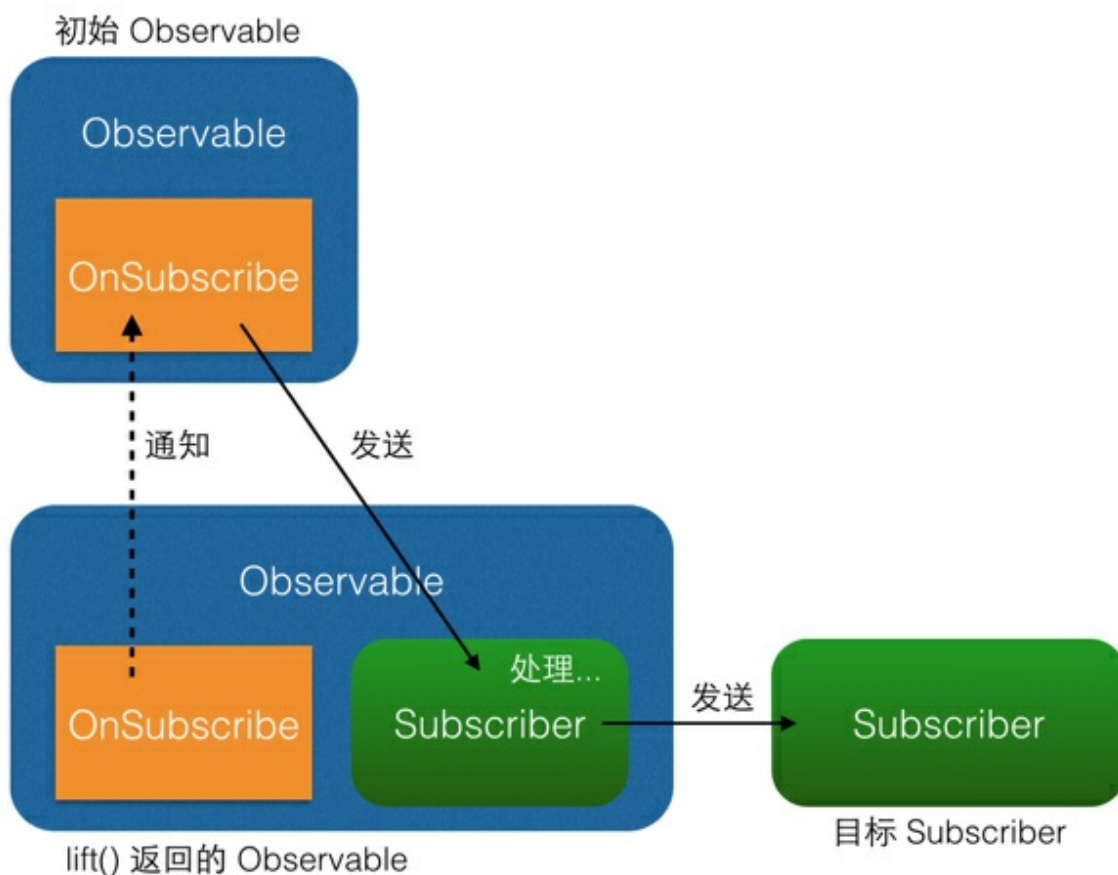 初始 Observable
Observable
OnSubscribe
通知
发送
Observable
OnSubscribe
处理...
Subscriber
发送
Subscriber
目标 Subscriber
lift() 返回的 Observable